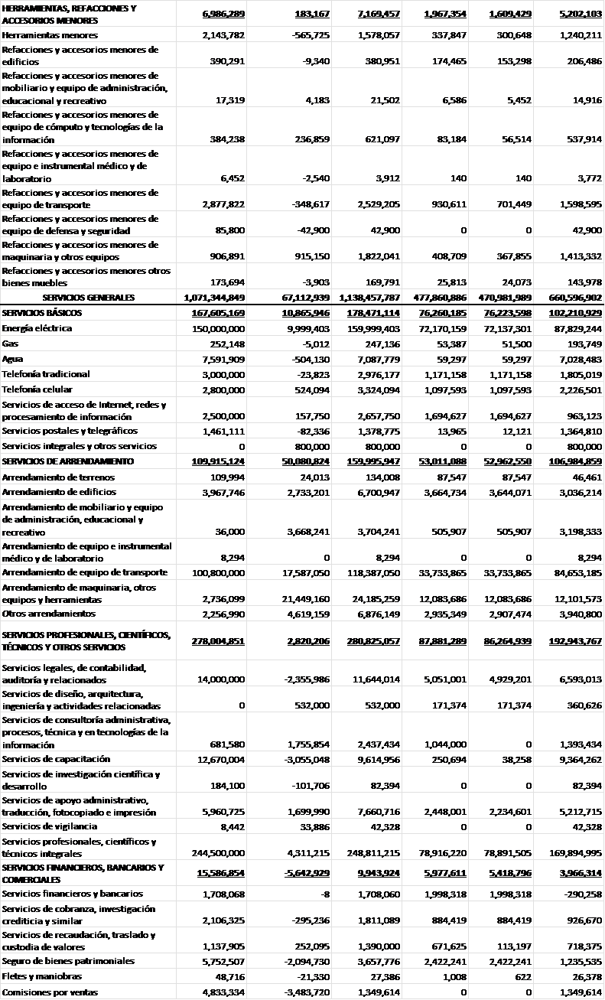 HERRAMIENTAS, REFACCIONES Y
ACCESORIOS MENORES 6,986,289 183,167 7,169,457 1,967,354 1,609,429 5,202,103
Herramientas menores 2,143,782 -565,725 1,578,057 337,847 300,648 1,240,211
Refacciones y accesorios menores de
edificios 390,291 -9,340 380,951 174,465 153,298 206,486
Refacciones y accesorios menores de
mobiliario y equipo de administración,
educacional y recreativo 17,319 4,183 21,502 6,586 5,452 14,916
Refacciones y accesorios menores de
equipo de cómputo y tecnologías de la
información 384,238 236,859 621,097 83,184 56,514 537,914
Refacciones y accesorios menores de
equipo e instrumental médico y de
laboratorio 6,452 -2,540 3,912 140 140 3,772
Refacciones y accesorios menores de
equipo de transporte 2,877,822 -348,617 2,529,205 930,611 701,449 1,598,595
Refacciones y accesorios menores de
equipo de defensa y seguridad 85,800 -42,900 42,900 0 0 42,900
Refacciones y accesorios menores de
maquinaria y otros equipos 906,891 915,150 1,822,041 408,709 367,855 1,413,332
Refacciones y accesorios menores otros
bienes muebles 173,694 -3,903 169,791 25,813 24,073 143,978
SERVICIOS GENERALES 1,071,344,849 67,112,939 1,138,457,787 477,860,886 470,981,989 660,596,902
SERVICIOS BÁSICOS 167,605,169 10,865,946 178,471,114 76,260,185 76,223,598 102,210,929
Energía eléctrica 150,000,000 9,999,403 159,999,403 72,170,159 72,137,301 87,829,244
Gas 252,148 -5,012 247,136 53,387 51,500 193,749
Agua 7,591,909 -504,130 7,087,779 59,297 59,297 7,028,483
Telefonía tradicional 3,000,000 -23,823 2,976,177 1,171,158 1,171,158 1,805,019
Telefonía celular 2,800,000 524,094 3,324,094 1,097,593 1,097,593 2,226,501
Servicios de acceso de Internet, redes y
procesamiento de información 2,500,000 157,750 2,657,750 1,694,627 1,694,627 963,123
Servicios postales y telegráficos 1,461,111 -82,336 1,378,775 13,965 12,121 1,364,810
Servicios integrales y otros servicios 0 800,000 800,000 0 0 800,000
SERVICIOS DE ARRENDAMIENTO 109,915,124 50,080,824 159,995,947 53,011,088 52,962,550 106,984,859
Arrendamiento de terrenos 109,994 24,013 134,008 87,547 87,547 46,461
Arrendamiento de edificios 3,967,746 2,733,201 6,700,947 3,664,734 3,644,071 3,036,214
Arrendamiento de mobiliario y equipo
de administración, educacional y
recreativo 36,000 3,668,241 3,704,241 505,907 505,907 3,198,333
Arrendamiento de equipo e instrumental
médico y de laboratorio 8,294 0 8,294 0 0 8,294
Arrendamiento de equipo de transporte 100,800,000 17,587,050 118,387,050 33,733,865 33,733,865 84,653,185
Arrendamiento de maquinaria, otros
equipos y herramientas 2,736,099 21,449,160 24,185,259 12,083,686 12,083,686 12,101,573
Otros arrendamientos 2,256,990 4,619,159 6,876,149 2,935,349 2,907,474 3,940,800
SERVICIOS PROFESIONALES, CIENTÍFICOS,
TÉCNICOS Y OTROS SERVICIOS 278,004,851 2,820,206 280,825,057 87,881,289 86,264,939 192,943,767
Servicios legales, de contabilidad,
auditoría y relacionados 14,000,000 -2,355,986 11,644,014 5,051,001 4,929,201 6,593,013
Servicios de diseño, arquitectura,
ingeniería y actividades relacionadas 0 532,000 532,000 171,374 171,374 360,626
Servicios de consultoría administrativa,
procesos, técnica y en tecnologías de la
información 681,580 1,755,854 2,437,434 1,044,000 0 1,393,434
Servicios de capacitación 12,670,004 -3,055,048 9,614,956 250,694 38,258 9,364,262
Servicios de investigación científica y
desarrollo 184,100 -101,706 82,394 0 0 82,394
Servicios de apoyo administrativo,
traducción, fotocopiado e impresión 5,960,725 1,699,990 7,660,716 2,448,001 2,234,601 5,212,715
Servicios de vigilancia 8,442 33,886 42,328 0 0 42,328
Servicios profesionales, científicos y
técnicos integrales 244,500,000 4,311,215 248,811,215 78,916,220 78,891,505 169,894,995
SERVICIOS FINANCIEROS, BANCARIOS Y
COMERCIALES 15,586,854 -5,642,929 9,943,924 5,977,611 5,418,796 3,966,314
Servicios financieros y bancarios 1,708,068 -8 1,708,060 1,998,318 1,998,318 -290,258
Servicios de cobranza, investigación
crediticia y similar 2,106,325 -295,236 1,811,089 884,419 884,419 926,670
Servicios de recaudación, traslado y
custodia de valores 1,137,905 252,095 1,390,000 671,625 113,197 718,375
Seguro de bienes patrimoniales 5,752,507 -2,094,730 3,657,776 2,422,241 2,422,241 1,235,535
Fletes y maniobras 48,716 -21,330 27,386 1,008 622 26,378
Comisiones por ventas 4,833,334 -3,483,720 1,349,614 0 0 1,349,614